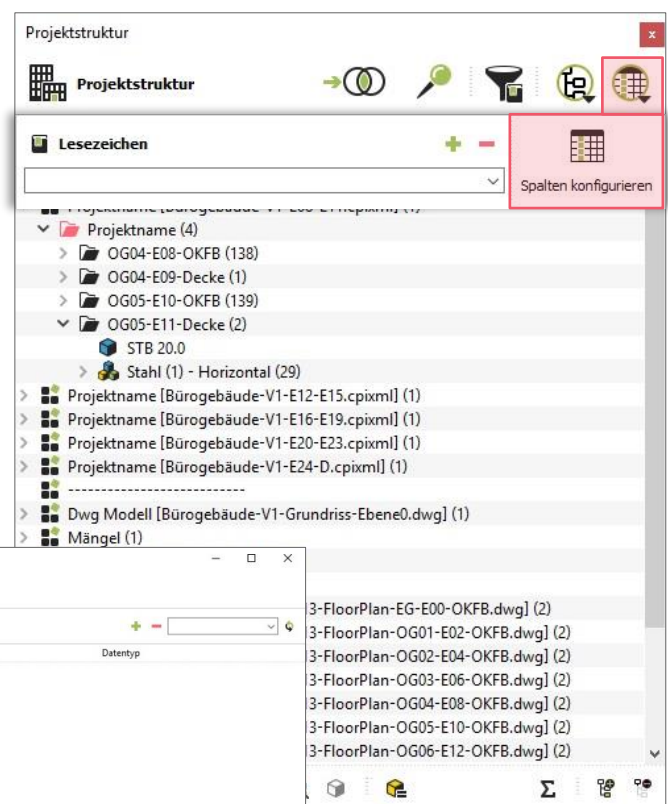 Projektstruktur
x
Projektstruktur
Lesezeichen
Spalten konfigurieren
Projektname (4)
OG04-E08-OKFB (138)
OG04-E09-Decke (1)
OG05-E10-OKFB (139)
OG05-E11-Decke (2)
STB 20.0
Stahl (1) - Horizontal (29)
Projektname [Bürogebäude-V1-E12-E15.cpixml] (1)
Projektname [Bürogebäude-V1-E16-E19.cpixml] (1)
Projektname [Bürogebäude-V1-E20-E23.cpixml] (1)
Projektname [Bürogebäude-V1-E24-D.cpixml] (1)
---------------------------
Dwg Modell [Bürogebäude-V1-Grundriss-Ebene0.dwg] (1)
Mängel (1)
Datentyp
3-FloorPlan-EG-E00-OKFB.dwg] (2)
3-FloorPlan-OG01-E02-OKFB.dwg] (2)
3-FloorPlan-OG02-E04-OKFB.dwg] (2)
3-FloorPlan-OG03-E06-OKFB.dwg] (2)
3-FloorPlan-OG04-E08-OKFB.dwg] (2)
3-FloorPlan-OG05-E10-OKFB.dwg] (2)
3-FloorPlan-OG06-E12-OKFB.dwg] (2)
Σ